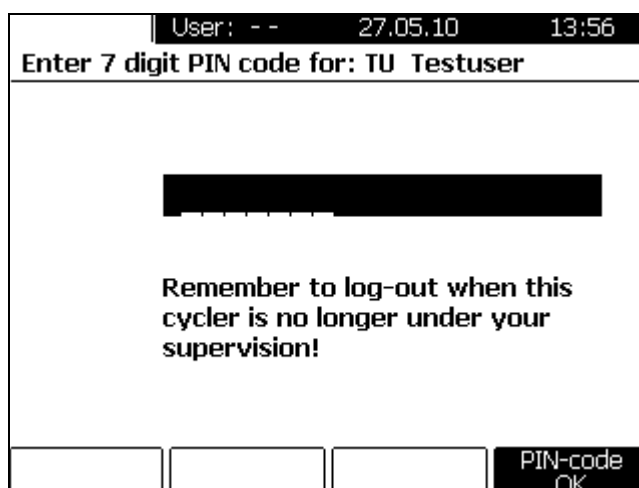 User: - - 27.05.10 13:56
Enter 7 digit PIN code for: TU Testuser
Remember to log-out when this
cycler is no longer under your
supervision!
PIN-code
OK